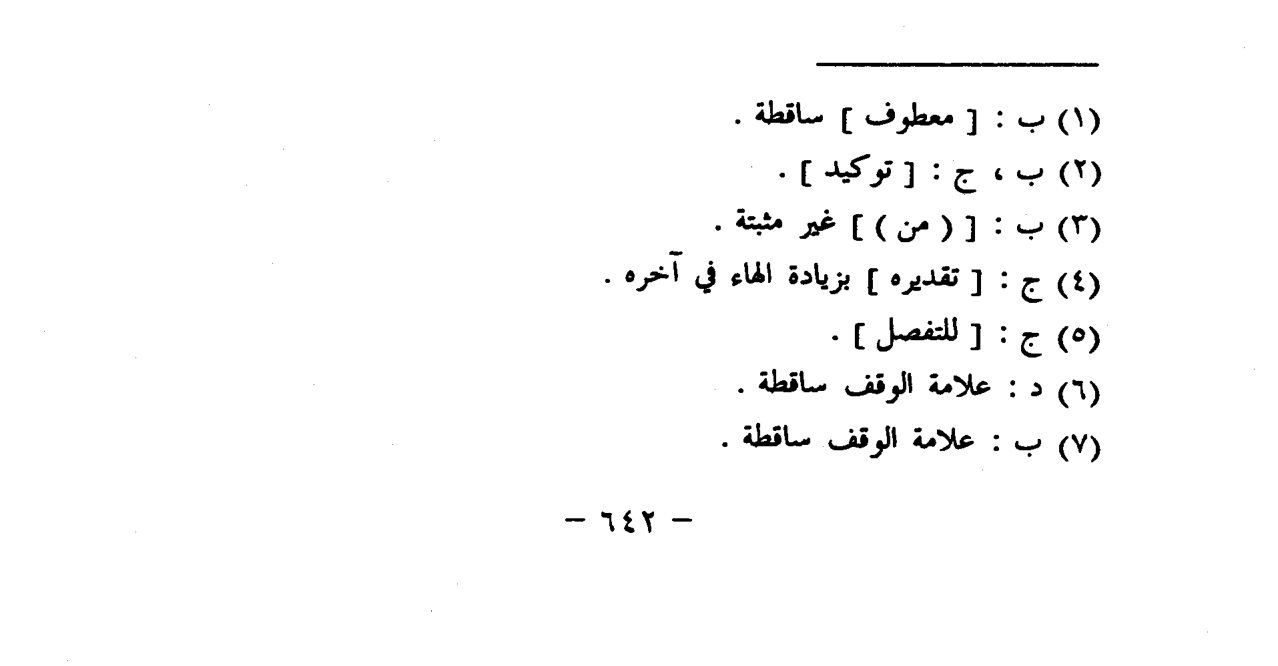 (١) ب : [ معطوف ] ساقطة .
(٢) ب ، ج : [ توكيد ] .
(٣) ب : [ ( من ) ] غير مثبتة .
(٤) ج : [ تقديره ] بزيادة الهاء في آخره .
(٥) ج : [ للتفصل ] .
(٦) د : علامة الوقف ساقطة .
(٧) ب : علامة الوقف ساقطة .
– ٦٤٢ –